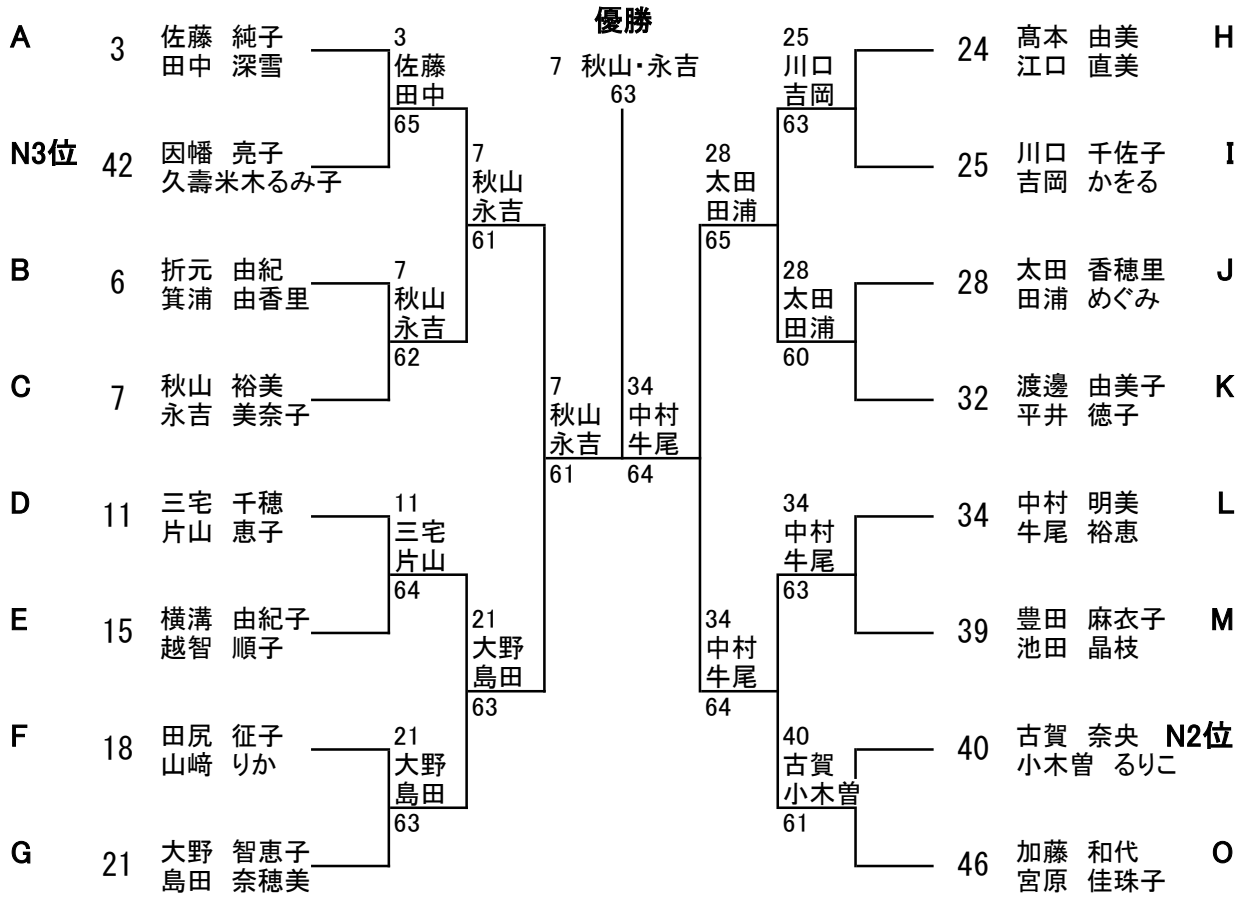 優勝
7 秋山・永吉
63
A
3
佐藤 純子
田中 深雪
N3位
42
因幡 亮子
久壽米木るみ子
B
6
折元 由紀
箕浦 由香里
C
7
秋山 裕美
永吉 美奈子
D
11
三宅 千穂
片山 恵子
E
15
横溝 由紀子
越智 順子
F
18
田尻 征子
山﨑 りか
G
21
大野 智恵子
島田 奈穂美
3
佐藤
田中
65
7
秋山
永吉
62
11
三宅
片山
64
21
大野
島田
63
7
秋山
永吉
61
21
大野
島田
63
7
秋山
永吉
61
34
中村
牛尾
64
28
太田
田浦
65
34
中村
牛尾
64
25
川口
吉岡
63
28
太田
田浦
60
34
中村
牛尾
63
40
古賀
小木曽
61
24
髙本 由美
江口 直美
H
25
川口 千佐子
吉岡 かをる
I
28
太田 香穂里
田浦 めぐみ
J
32
渡邊 由美子
平井 徳子
K
34
中村 明美
牛尾 裕恵
L
39
豊田 麻衣子
池田 晶枝
M
40
古賀 奈央
小木曽 るりこ
N2位
46
加藤 和代
宮原 佳珠子
O